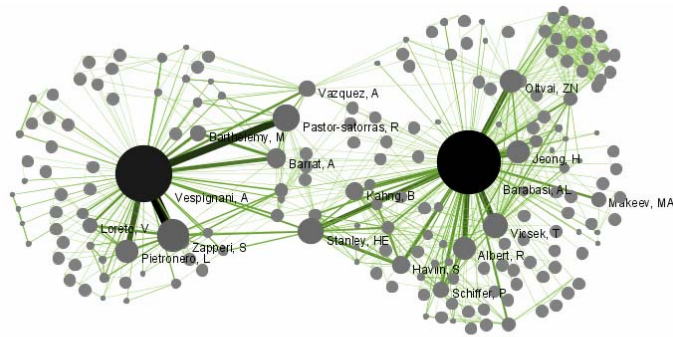 Oltvai, ZN
Vazquez, A
Pastor-satorras, R
Barthelemy, M
Jeong, H
Barrat, A
Barabasi, AL
Kahng, B
Vespignani, A
Makeev, MA
Loreto, V
Vicsek, T
Stanley, HE
Zapperi, S
Albert, R
Pietronero, L
Havlin, S
Schiffer, P